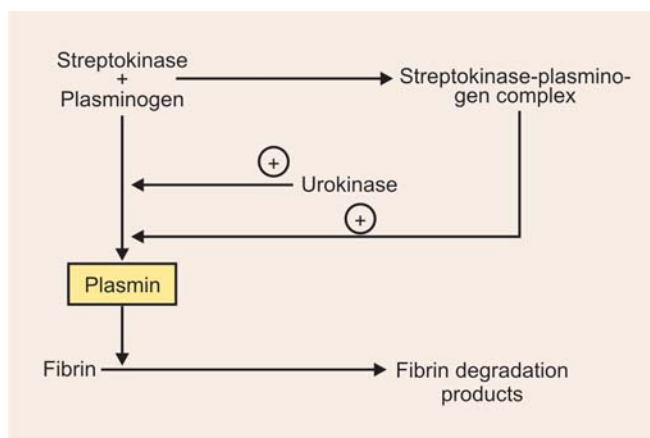 Streptokinase
+
Plasminogen
Streptokinase-plasmino-
gen complex
+
Urokinase
+
Plasmin
Fibrin
Fibrin degradation
products